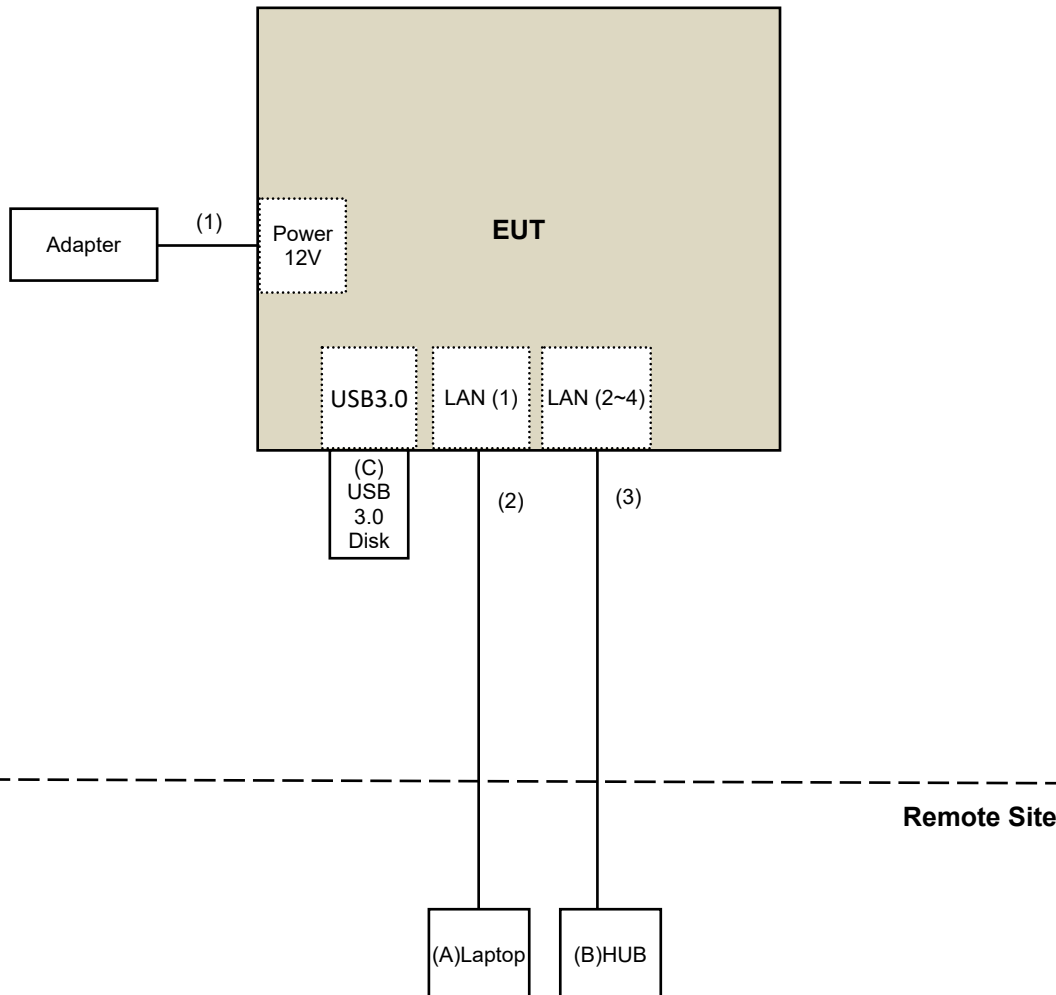 EUT
(1)
Adapter
Power
12V
USB3.0
LAN (1)
LAN (2~4)
(C)
USB
3.0
Disk
(2)
(3)
Remote Site
(A)Laptop
(B)HUB